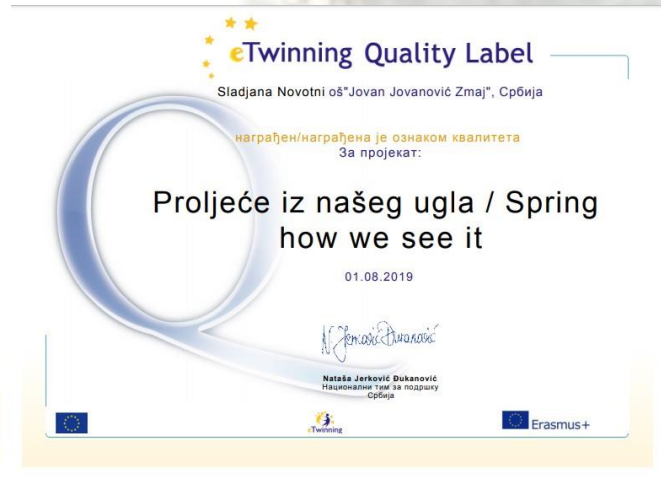 eTwinning Quality Label
Sladjana Novotni oš"Jovan Jovanović Zmaj", Србија
награђен/награђена је ознаком квалитета
За пројекат:
Proljeće iz našeg ugla / Spring
how we see it
01.08.2019
N. Jerković Đukanović
Nataša Jerković Đukanović
Национални тим за подршку
Србија
eTwinning
Erasmus+